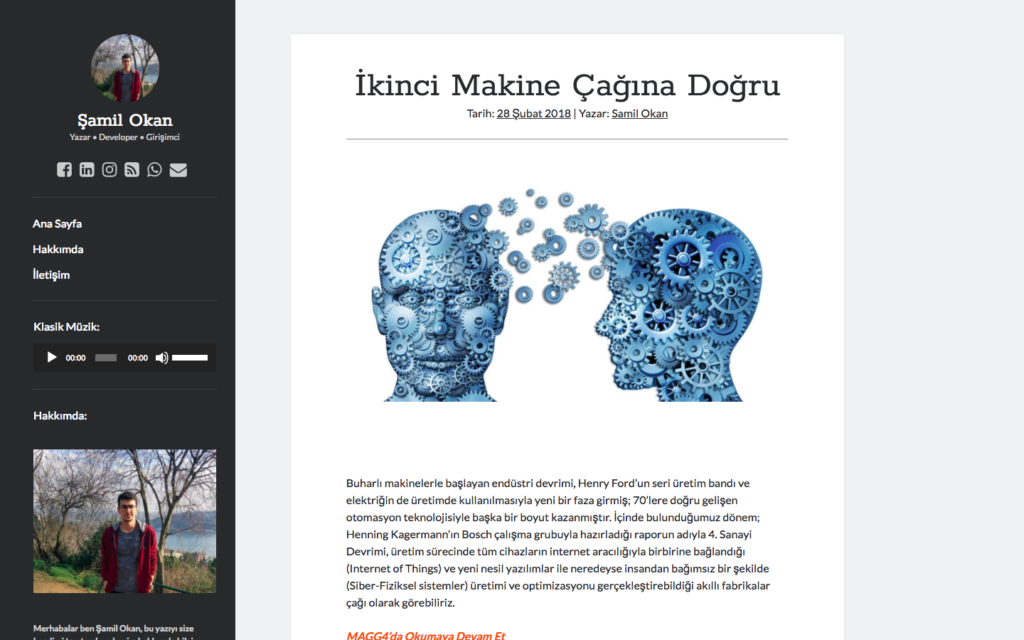 Şamil Okan
Yazar • Developer • Girişimci
Ana Sayfa
Hakkımda
İletişim
Klasik Müzik:
00:00
00:00
Hakkımda:
Merhabalar ben Şamil Okan, bu yazıyı size
İkinci Makine Çağına Doğru
Tarih: 28 Şubat 2018 | Yazar: Samil Okan
Buharlı makinelerle başlayan endüstri devrimi, Henry Ford’un seri üretim bandı ve
elektriğin de üretimde kullanılmasıyla yeni bir faza girmiş; 70’lere doğru gelişen
otomasyon teknolojisiyle başka bir boyut kazanmıştır. İçinde bulunduğumuz dönem;
Henning Kagermann’ın Bosch çalışma grubuyla hazırladığı raporun adıyla 4. Sanayi
Devrimi, üretim sürecinde tüm cihazların internet aracılığıyla birbirine bağlandığı
(Internet of Things) ve yeni nesil yazılımlar ile neredeyse insandan bağımsız bir şekilde
(Siber-Fiziksel sistemler) üretimi ve optimizasyonu gerçekleştirebildiği akıllı fabrikalar
çağı olarak görebiliriz.
MAGG4’da Okumaya Devam Et